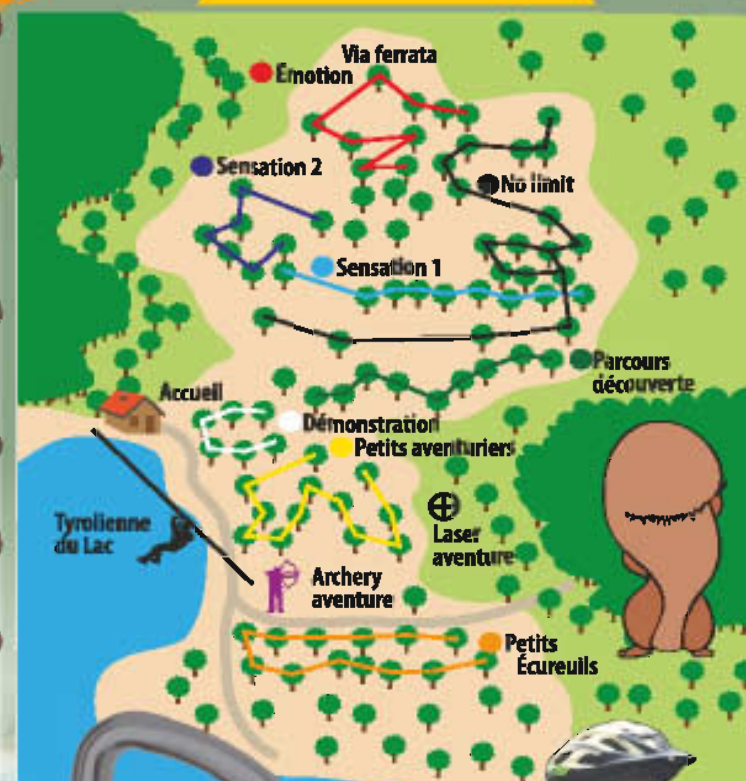 Via ferrata
Emotion
Sensation 2
No limit
Sensation 1
Parcours
découverte
Accueil
Démonstration
Petits aventuriers
Tyrolienne
du Lac
Laser
aventure
Archery
aventure
Petits
Écureuils